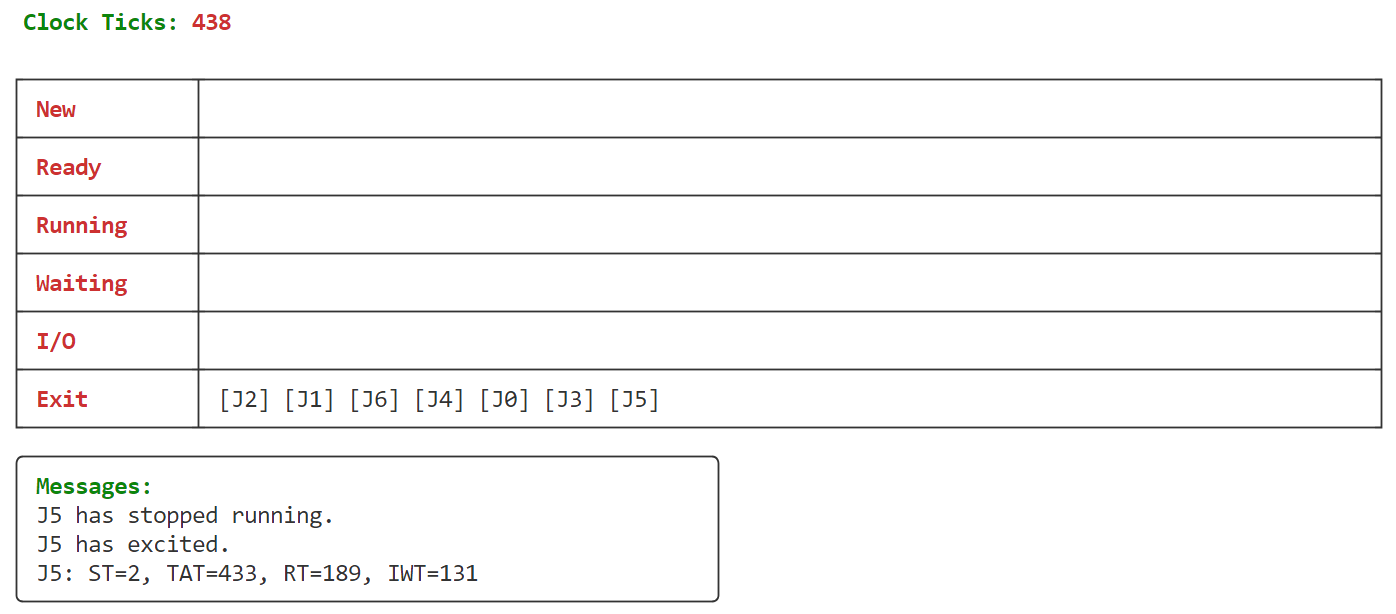 Clock Ticks: 438
New
Ready
Running
Waiting
I/O
Exit [J2] [J1] [J6] [J4] [J0] [J3] [J5]
Messages:
J5 has stopped running.
J5 has excited.
J5: ST=2, TAT=433, RT=189, IWT=131